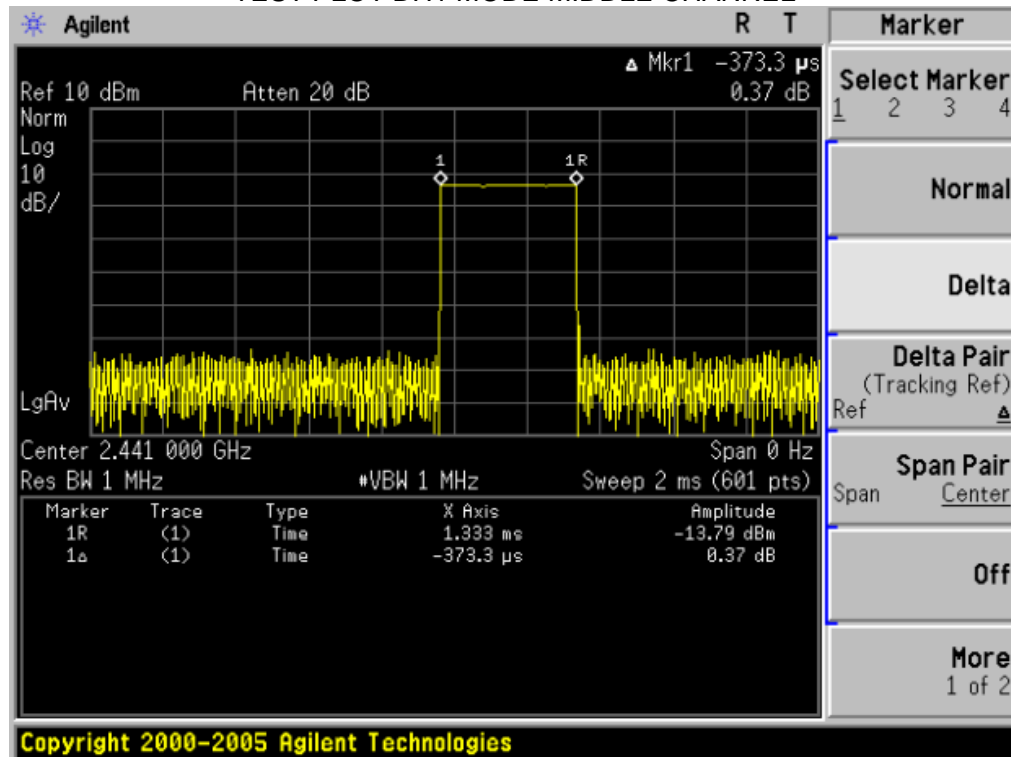 Agilent R T Marker
Δ Mkr1 -373.3 µs
Ref 10 dBm Atten 20 dB 0.37 dB
Norm
Log
10
dB/
1 1R
LgAv
Center 2.441 000 GHz Span 0 Hz
Res BW 1 MHz #VBW 1 MHz Sweep 2 ms (601 pts)
Marker Trace Type X Axis Amplitude
1R (1) Time 1.333 ms -13.79 dBm
1Δ (1) Time -373.3 µs 0.37 dB
Select Marker
1 2 3 4
Normal
Delta
Delta Pair
(Tracking Ref)
Ref Δ
Span Pair
Span Center
Off
More
1 of 2
Copyright 2000-2005 Agilent Technologies